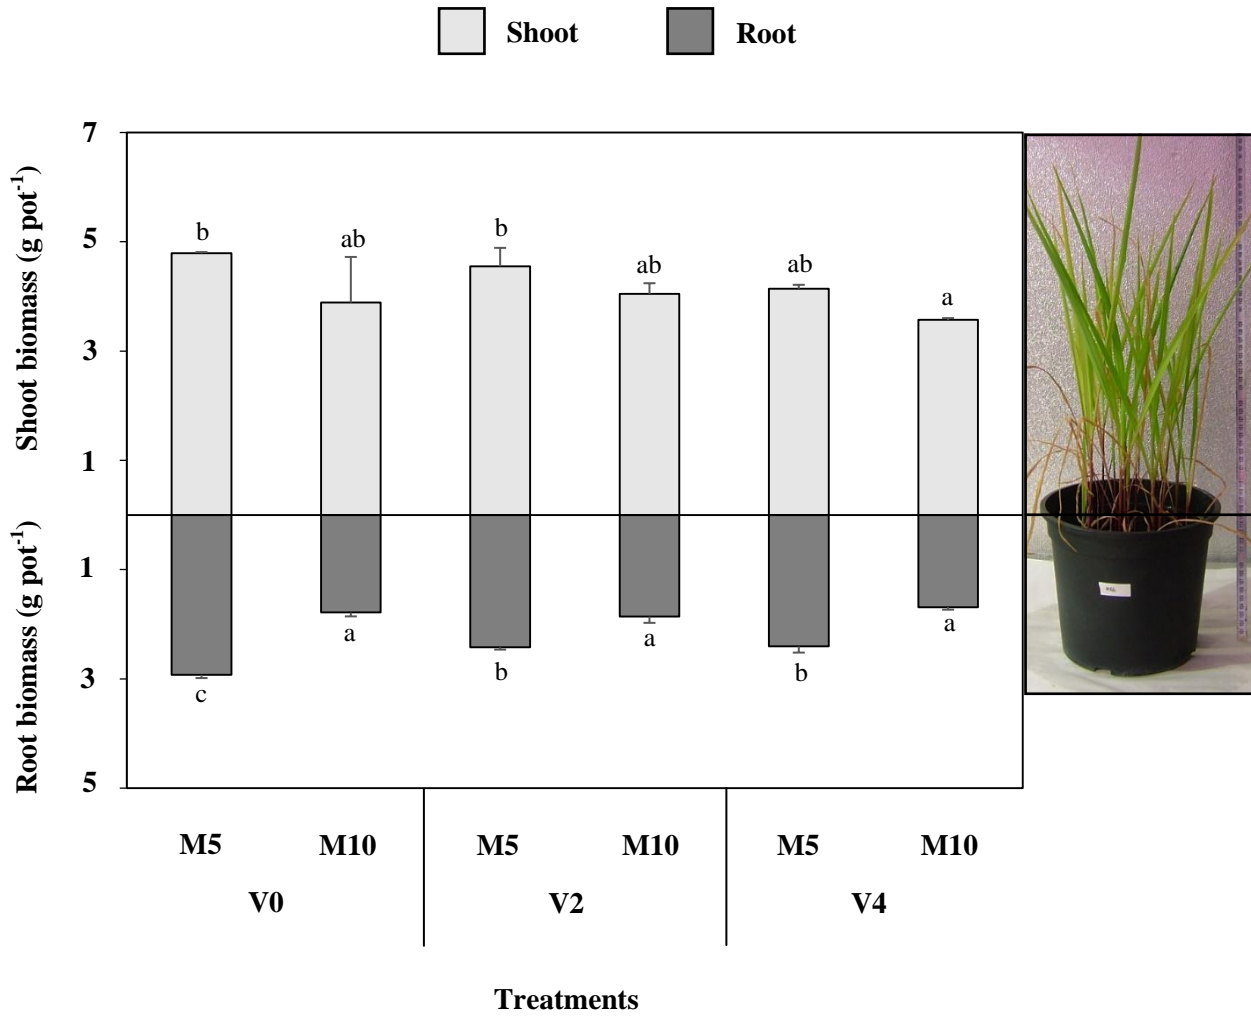 Shoot Root
7
5
3
1
1
3
5
Shoot biomass (g pot-1)
Root biomass (g pot-1)
b ab b ab ab a
c a b a b a
M5 M10 M5 M10 M5 M10
V0 V2 V4
Treatments